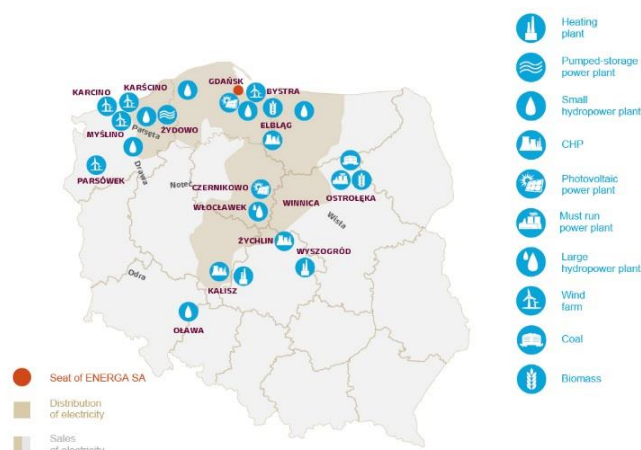 GDAŃSK
BYSTRA
KARŚCINO
KARCINO
MYŚLINO
Parsęta
ŻYDOWO
ELBLĄG
PARSÓWEK
Drawa
Noteć
CZERNIKOWO
WŁOCŁAWEK
WINNICA
OSTROŁĘKA
Wisła
ŻYCHLIN
WYSZOGRÓD
Odra
KALISZ
OŁAWA
Seat of ENERGA SA
Distribution
of electricity
Sales
of electricity
Heating
plant
Pumped-storage
power plant
Small
hydropower plant
CHP
Photovoltaic
power plant
Must run
power plant
Large
hydropower plant
Wind
farm
Coal
Biomass